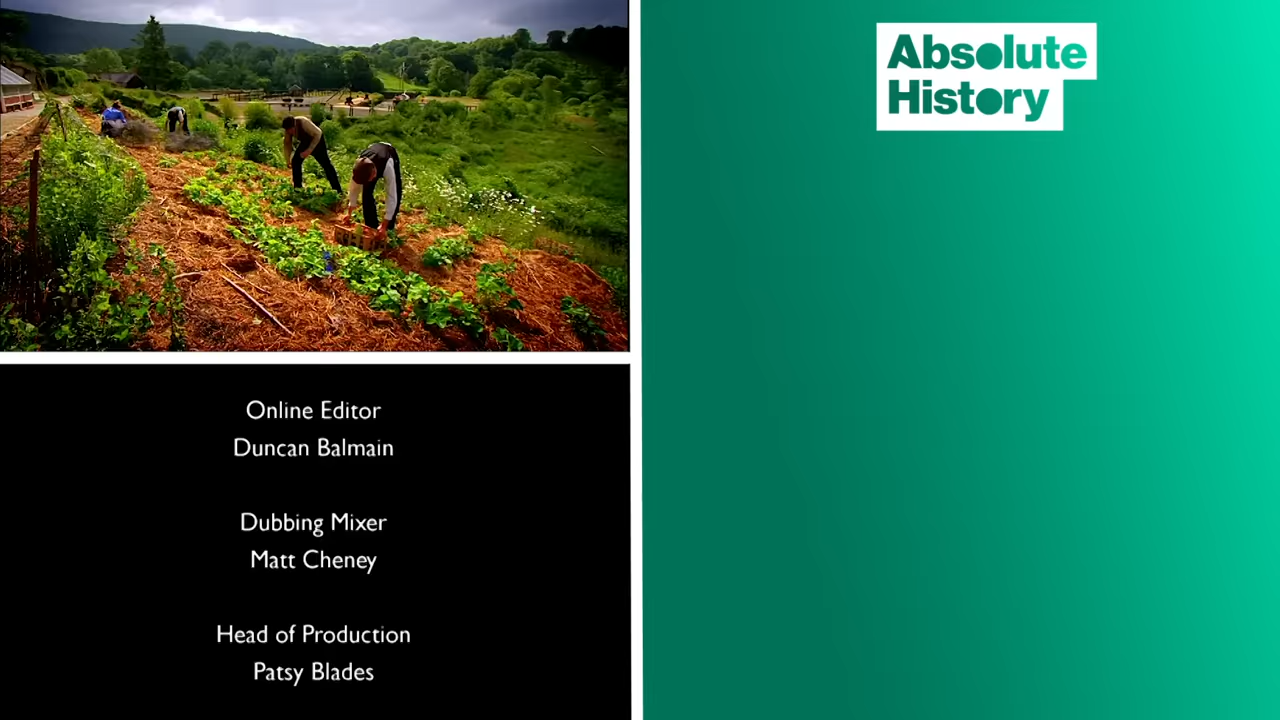 Absolute
History
Online Editor
Duncan Balmain
Dubbing Mixer
Matt Cheney
Head of Production
Patsy Blades